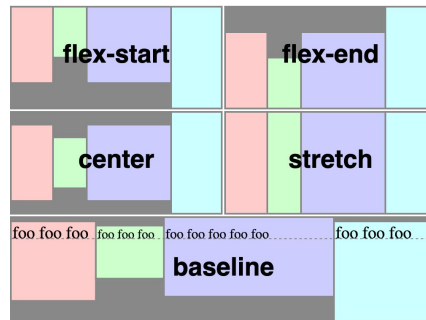 flex-start
flex-end
center
stretch
foo foo foo
foo foo foo
foo foo foo foo foo
foo foo foo
baseline